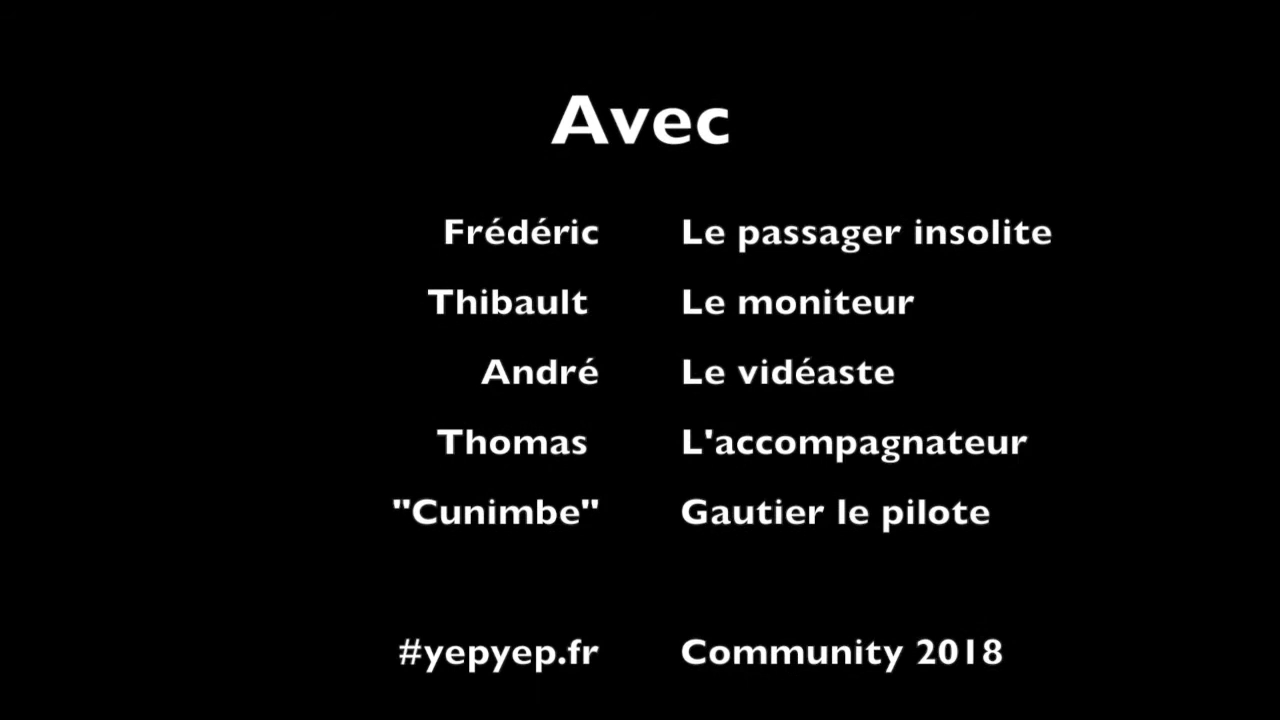 Avec
Frédéric Le passager insolite
Thibault Le moniteur
André Le vidéaste
Thomas L'accompagnateur
"Cunimbe" Gautier le pilote
#yepyep.fr Community 2018